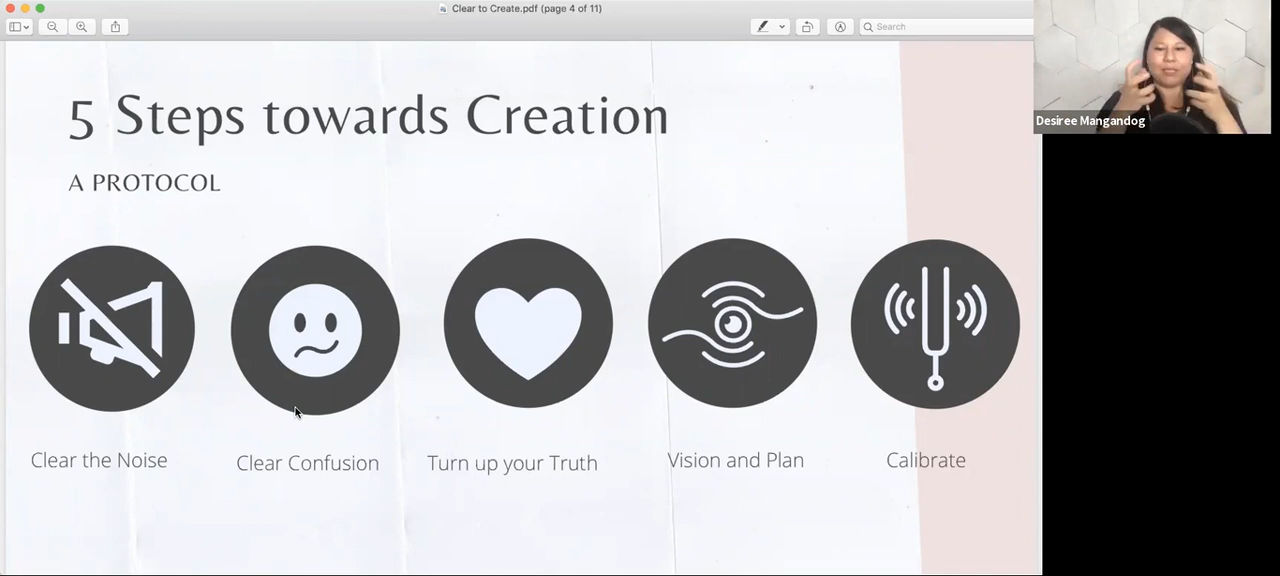 Clear to Create.pdf (page 4 of 11)
Search
Desiree Mangandog
5 Steps towards Creation
A PROTOCOL
Clear the Noise
Clear Confusion
Turn up your Truth
Vision and Plan
Calibrate